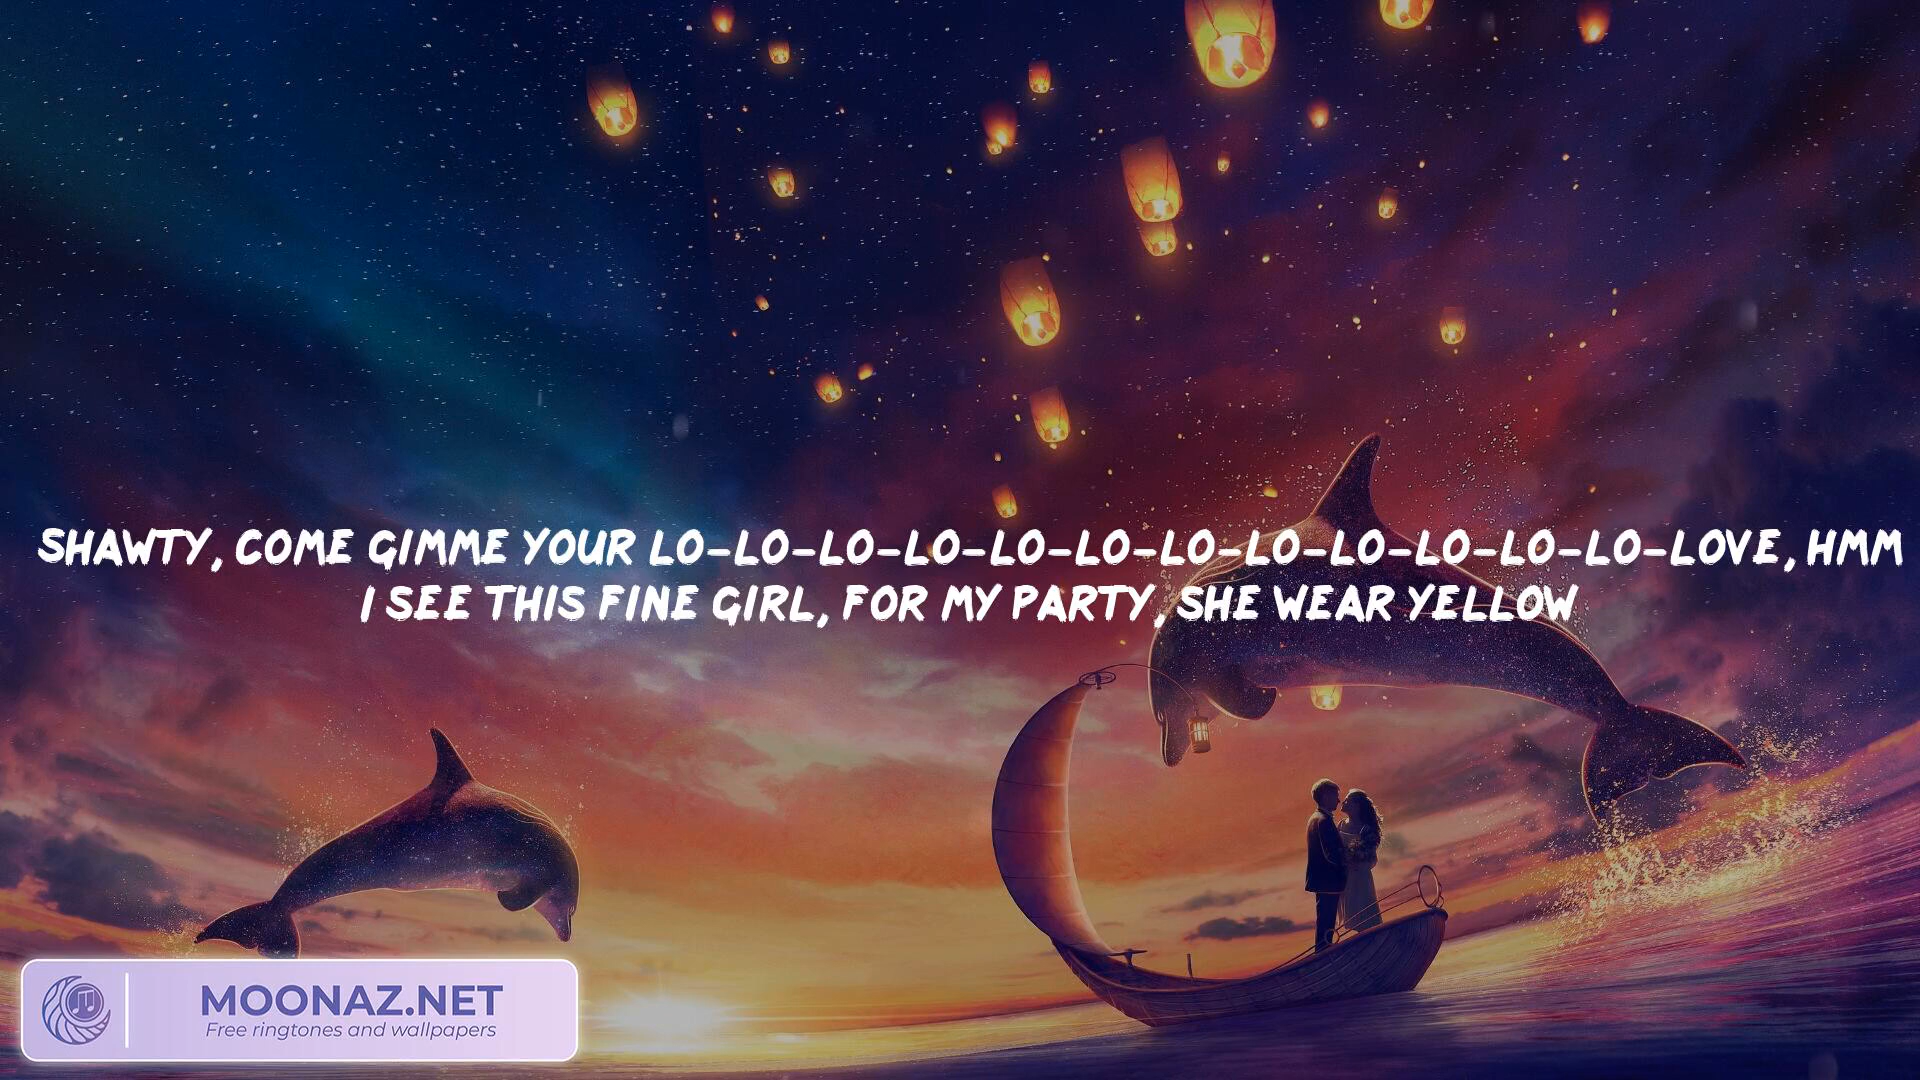 SHAWTY, COME GIMME YOUR LO-LO-LO-LO-LO-LO-LO-LO-LO-LO-LO-LO-LOVE, HMM
I SEE THIS FINE GIRL, FOR MY PARTY, SHE WEAR YELLOW
MOONAZ.NET
Free ringtones and wallpapers